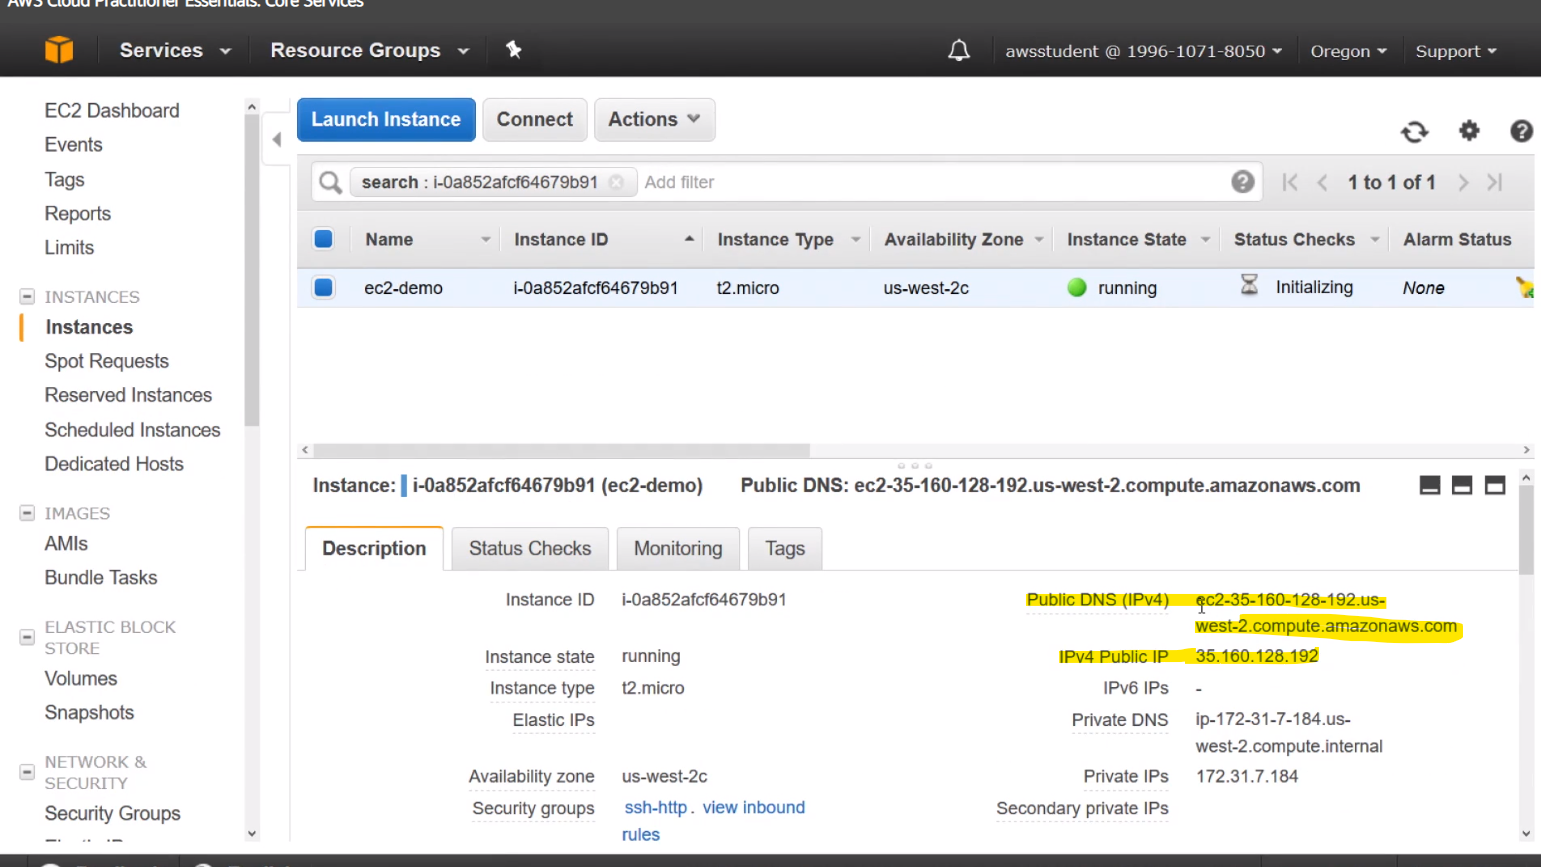 AWS Cloud Practitioner Essentials: Core Services
Services Resource Groups awsstudent @ 1996-1071-8050 Oregon Support
EC2 Dashboard
Events
Tags
Reports
Limits
INSTANCES
Instances
Spot Requests
Reserved Instances
Scheduled Instances
Dedicated Hosts
IMAGES
AMIs
Bundle Tasks
ELASTIC BLOCK
STORE
Volumes
Snapshots
NETWORK &
SECURITY
Security Groups
Launch Instance Connect Actions
search : i-0a852afcf64679b91 Add filter 1 to 1 of 1
Name Instance ID Instance Type Availability Zone Instance State Status Checks Alarm Status
ec2-demo i-0a852afcf64679b91 t2.micro us-west-2c running Initializing None
Instance: i-0a852afcf64679b91 (ec2-demo) Public DNS: ec2-35-160-128-192.us-west-2.compute.amazonaws.com
Description Status Checks Monitoring Tags
Instance ID i-0a852afcf64679b91
Instance state running
Instance type t2.micro
Elastic IPs
Availability zone us-west-2c
Security groups ssh-http . view inbound
rules
Public DNS (IPv4) ec2-35-160-128-192.us-
west-2.compute.amazonaws.com
IPv4 Public IP 35.160.128.192
IPv6 IPs -
Private DNS ip-172-31-7-184.us-
west-2.compute.internal
Private IPs 172.31.7.184
Secondary private IPs